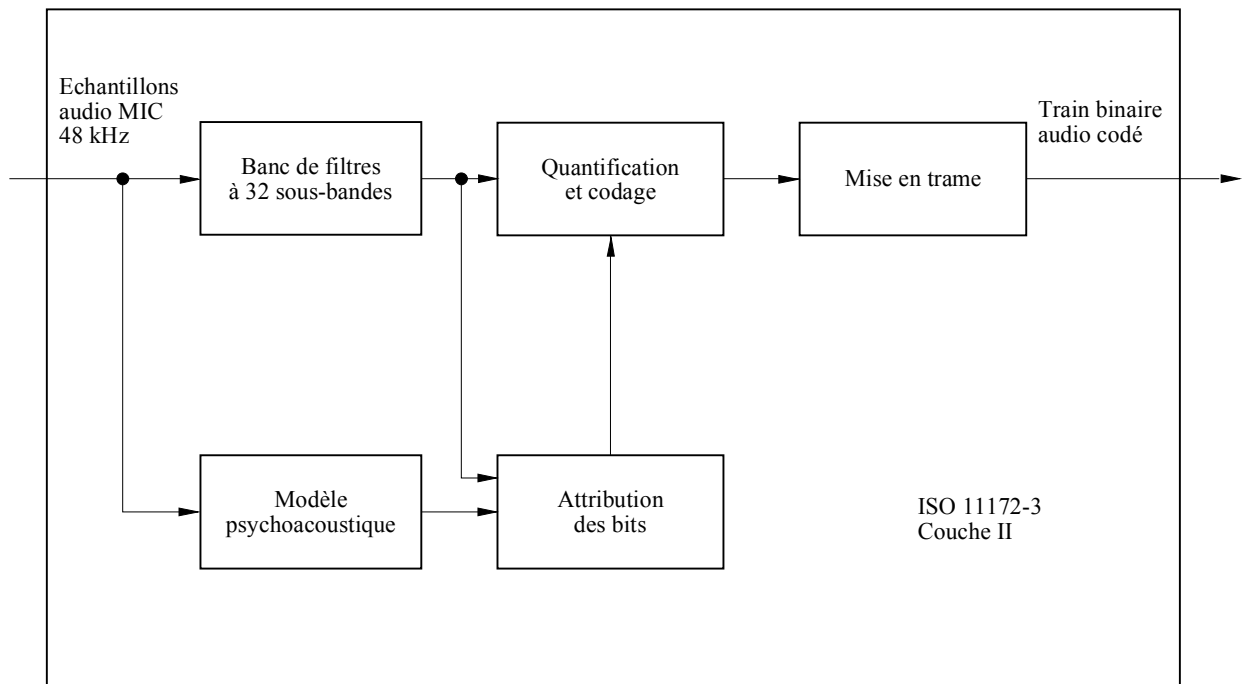 Echantillons
audio MIC
48 kHz
Banc de filtres
à 32 sous-bandes
Quantification
et codage
Mise en trame
Train binaire
audio codé
Modèle
psychoacoustique
Attribution
des bits
ISO 11172-3
Couche II